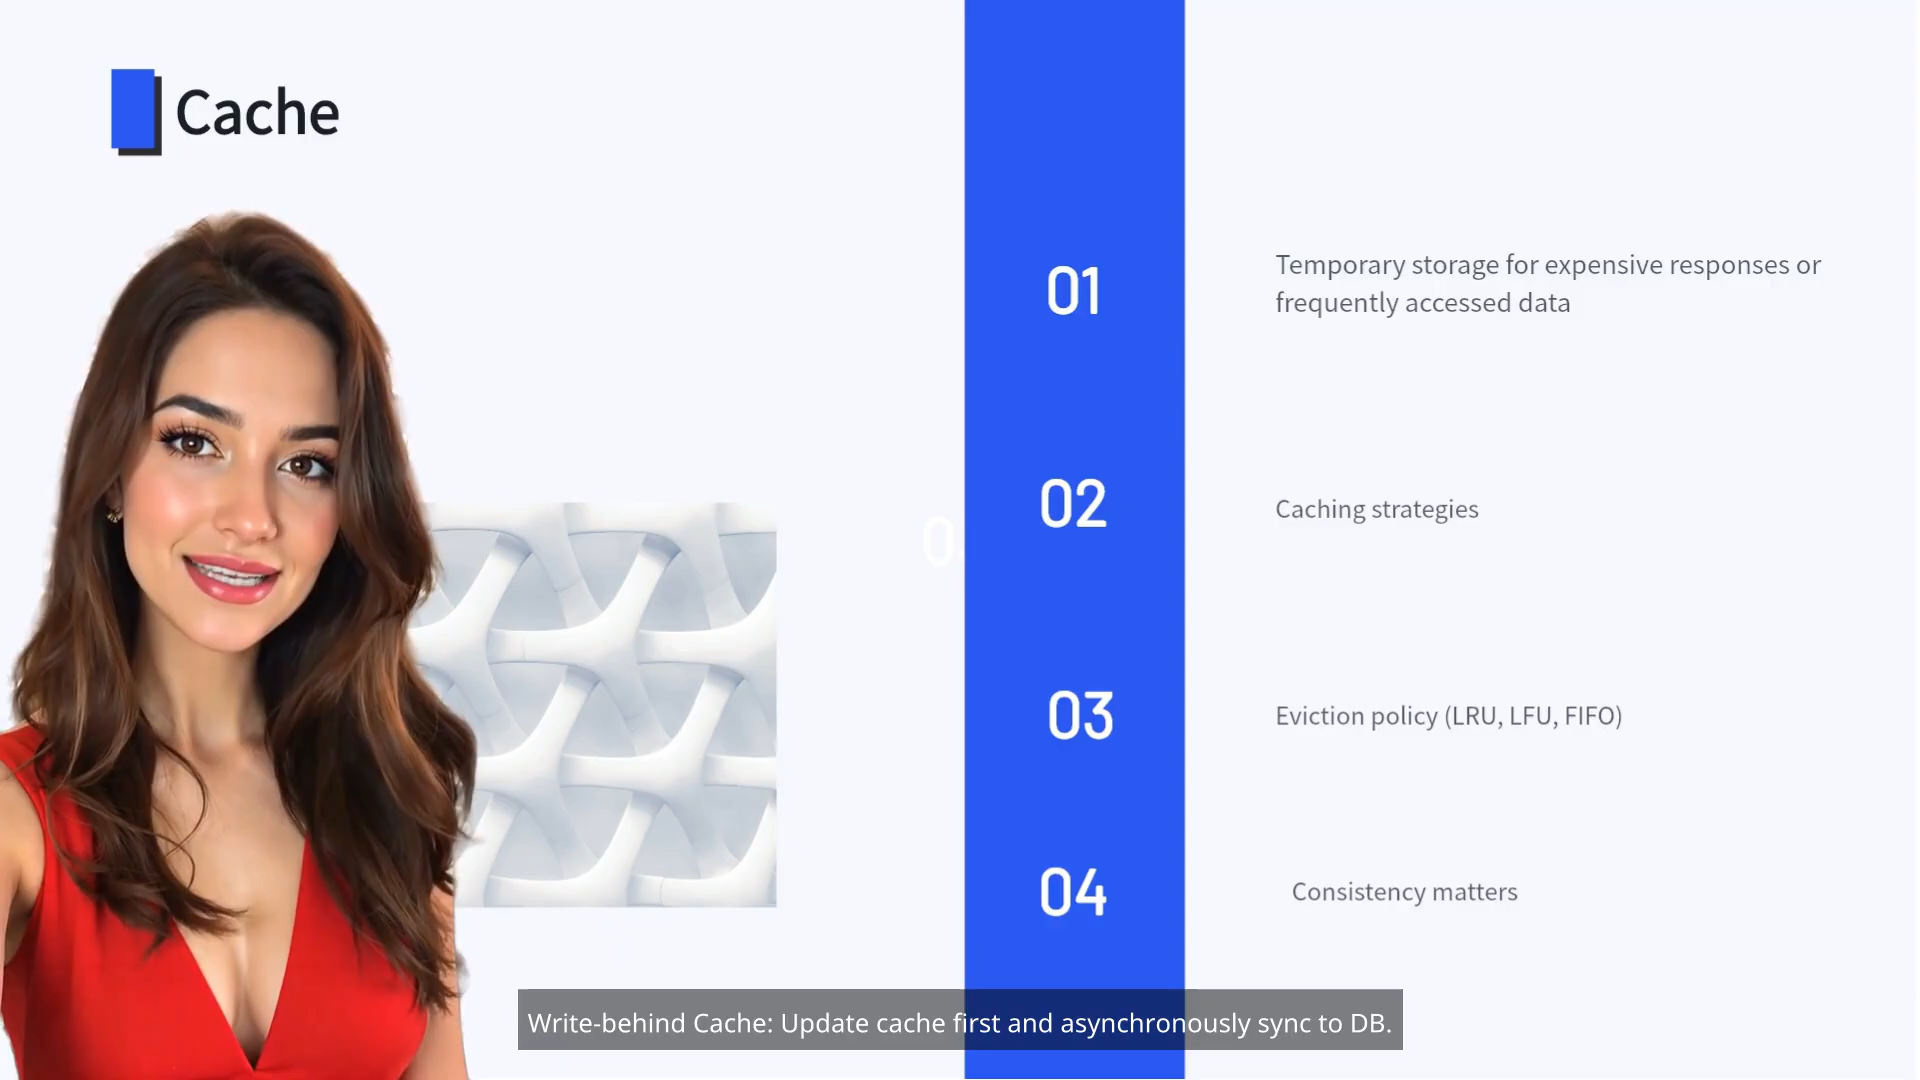 Cache
01
Temporary storage for expensive responses or
frequently accessed data
02
Caching strategies
03
Eviction policy (LRU, LFU, FIFO)
04
Consistency matters
Write-behind Cache: Update cache first and asynchronously sync to DB.